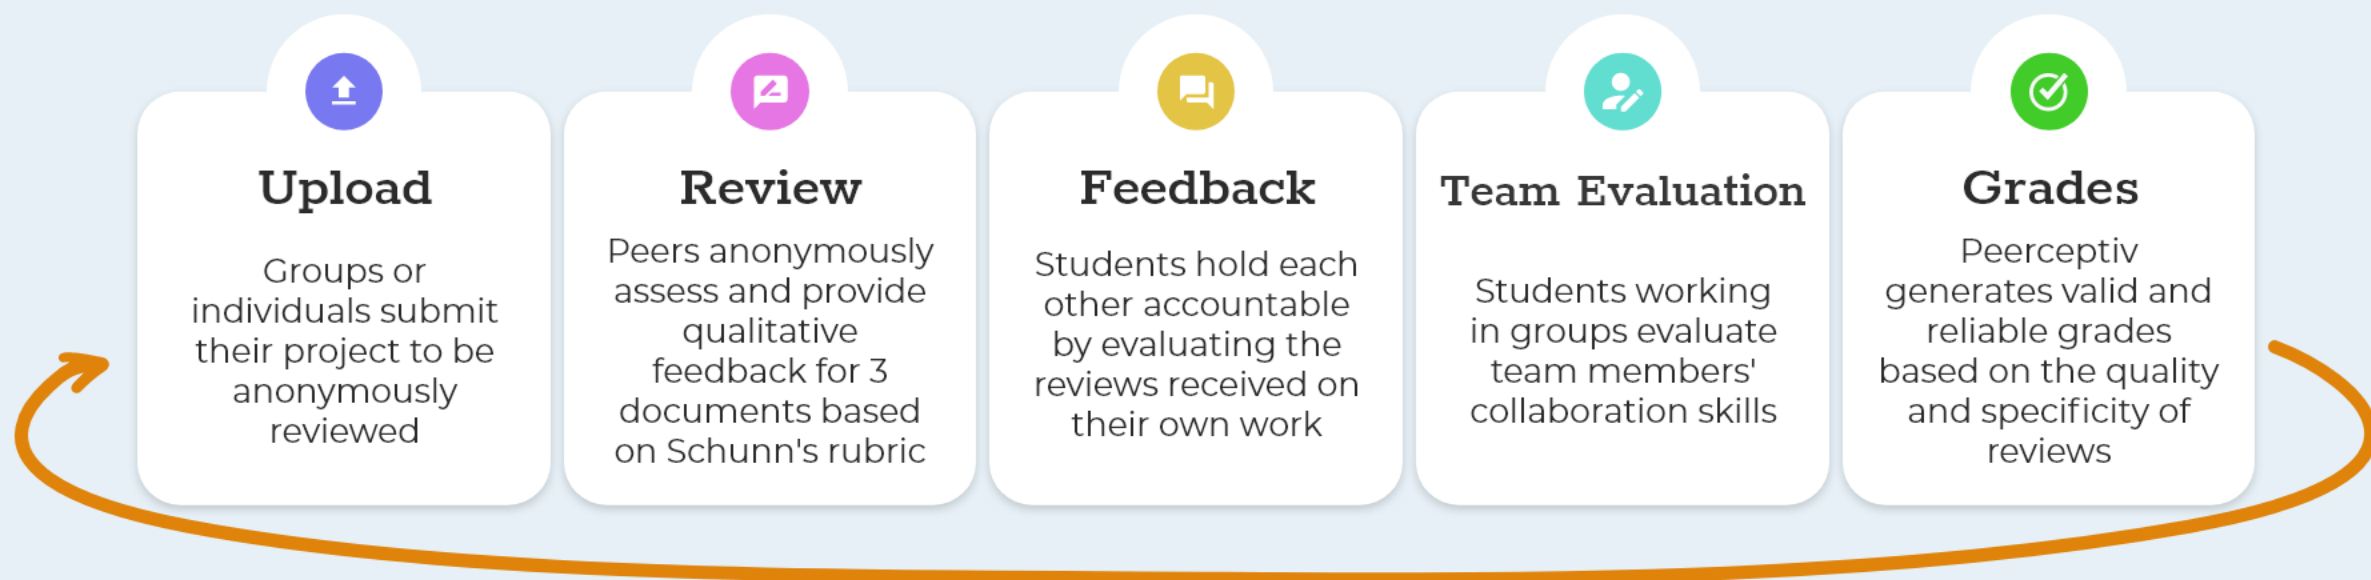 Upload
Groups or
individuals submit
their project to be
anonymously
reviewed
Review
Peers anonymously
assess and provide
qualitative
feedback for 3
documents based
on Schunn's rubric
Feedback
Students hold each
other accountable
by evaluating the
reviews received on
their own work
Team Evaluation
Students working
in groups evaluate
team members'
collaboration skills
Grades
Peerceptiv
generates valid and
reliable grades
based on the quality
and specificity of
reviews